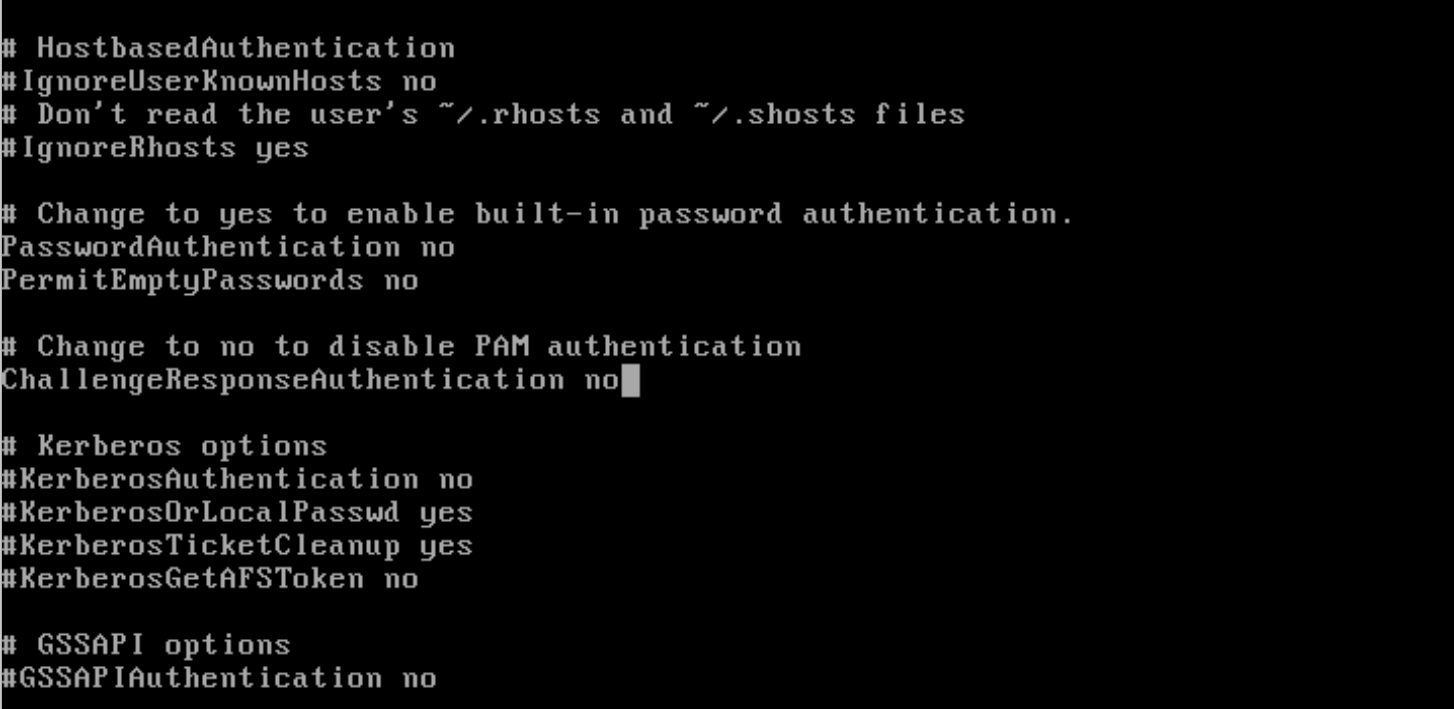 # HostbasedAuthentication
#IgnoreUserKnownHosts no
# Don't read the user's ~/.rhosts and ~/.shosts files
#IgnoreRhosts yes
# Change to yes to enable built-in password authentication.
PasswordAuthentication no
PermitEmptyPasswords no
# Change to no to disable PAM authentication
ChallengeResponseAuthentication no
# Kerberos options
#KerberosAuthentication no
#KerberosOrLocalPasswd yes
#KerberosTicketCleanup yes
#KerberosGetAFSToken no
# GSSAPI options
#GSSAPIAuthentication no